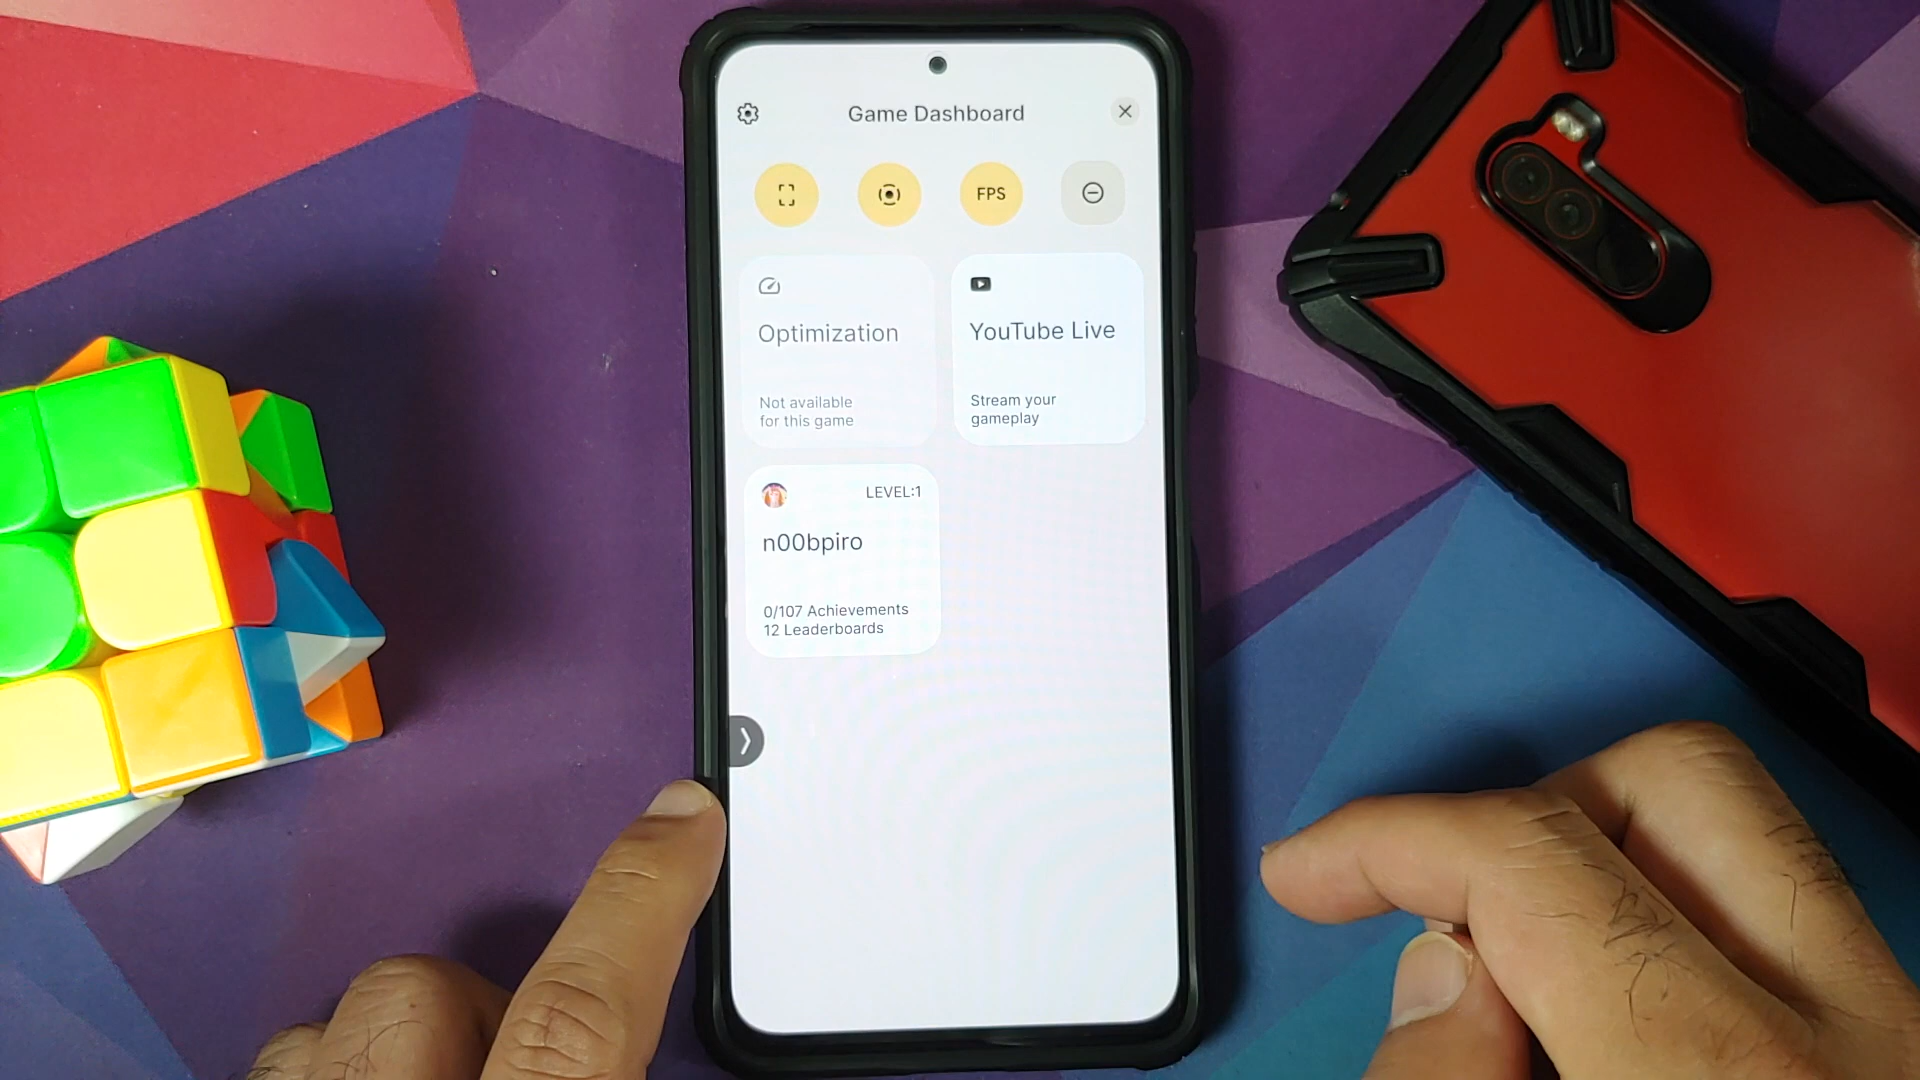 Game Dashboard
FPS
Optimization
Not available
for this game
YouTube Live
Stream your
gameplay
LEVEL:1
n00bpiro
0/107 Achievements
12 Leaderboards